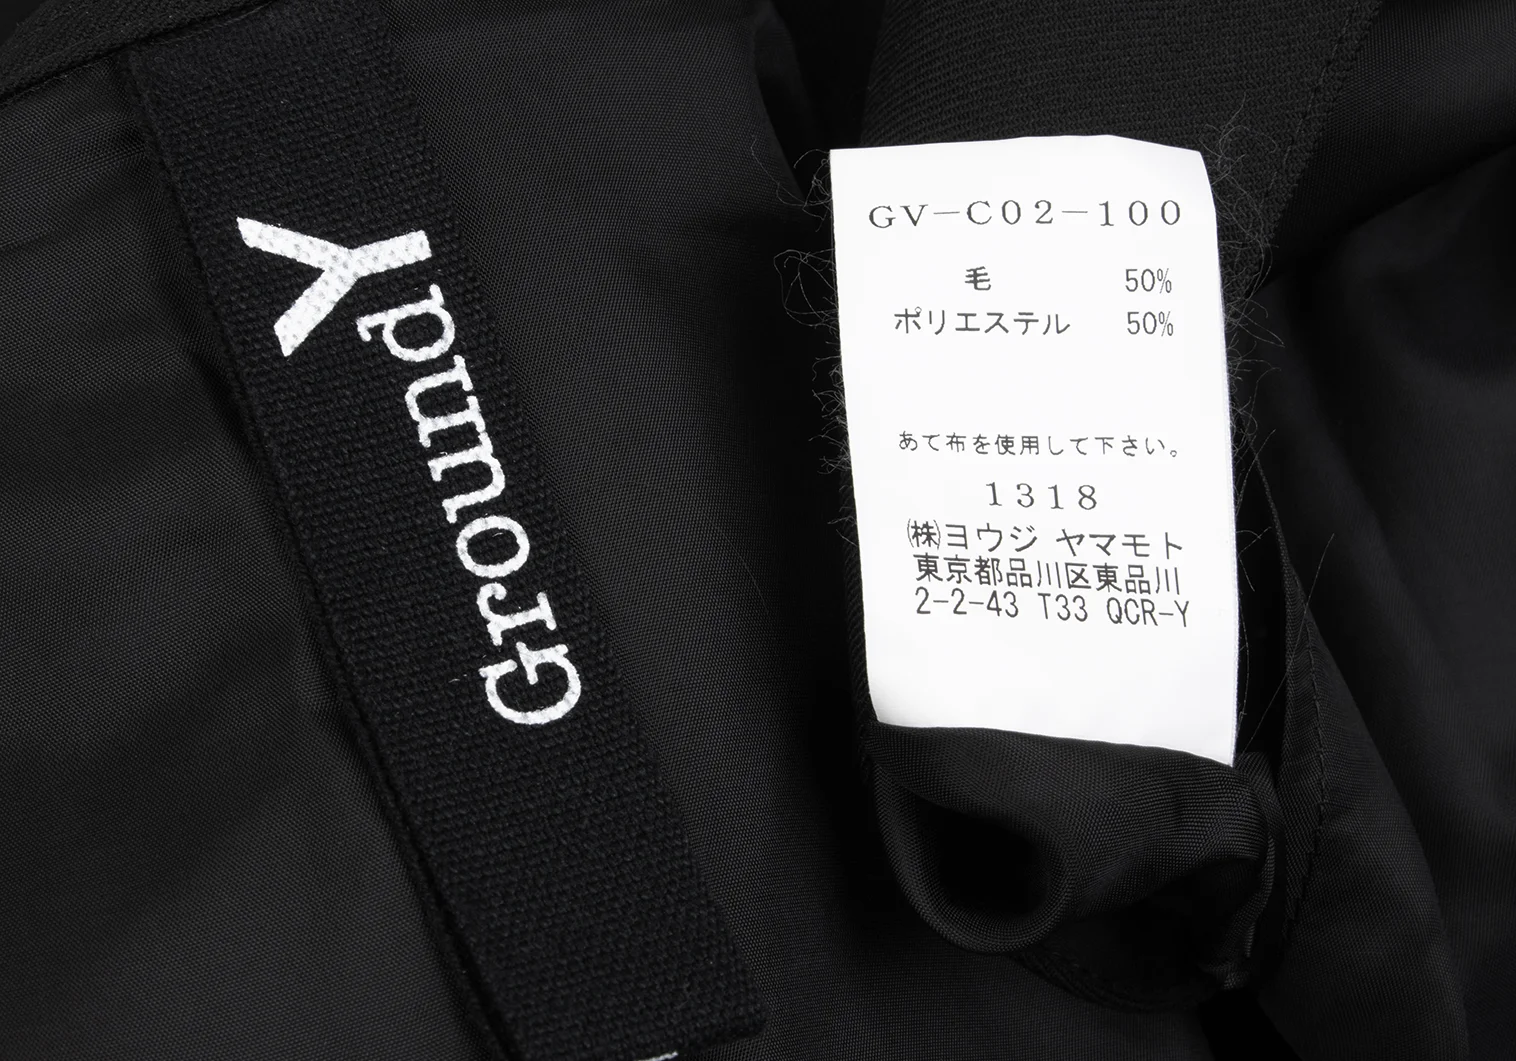 Ground Y
GV-C02-100
毛 50%
ポリエステル 50%
あて布を使用して下さい。
1318
㈱ヨウジ ヤマモト
東京都品川区東品川
2-2-43 T33 QCR-Y